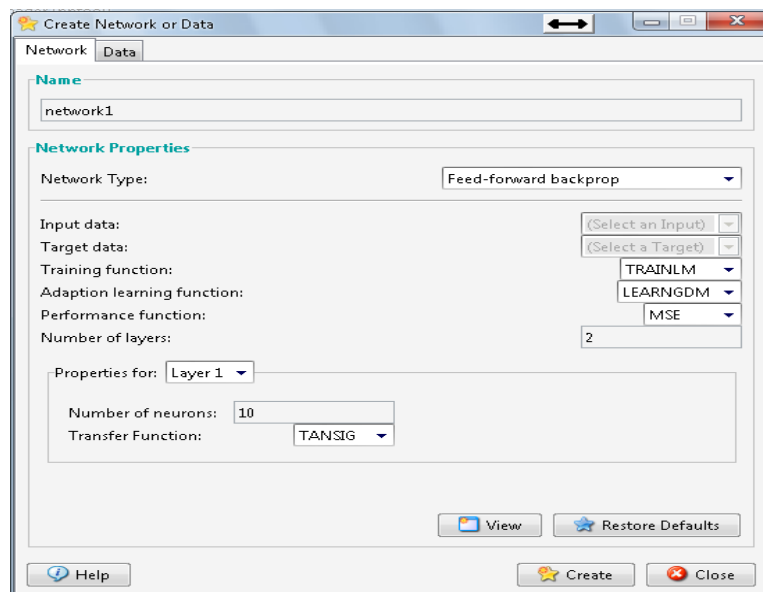 Create Network or Data
Network Data
Name
network1
Network Properties
Network Type: Feed-forward backprop
Input data: (Select an Input)
Target data: (Select a Target)
Training function: TRAINLM
Adaption learning function: LEARNGDM
Performance function: MSE
Number of layers: 2
Properties for: Layer 1
Number of neurons: 10
Transfer Function: TANSIG
View Restore Defaults
Help Create Close